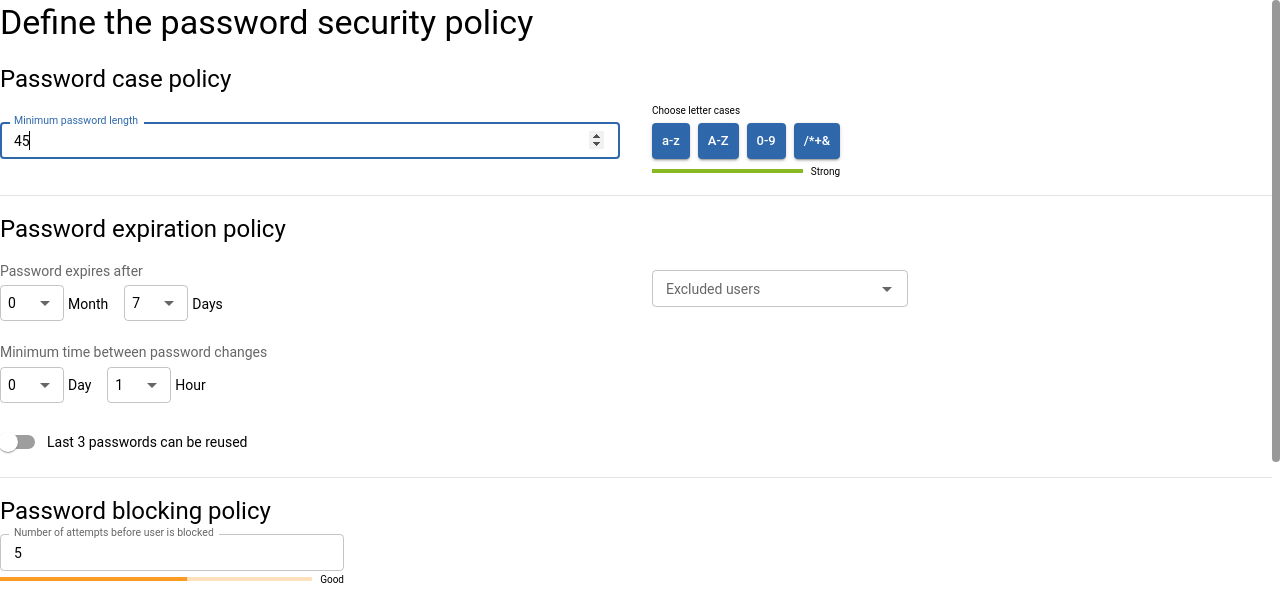 Define the password security policy
Password case policy
Minimum password length
45
Choose letter cases
a-z A-Z 0-9 /*+&
Strong
Password expiration policy
Password expires after
0 Month 7 Days
Excluded users
Minimum time between password changes
0 Day 1 Hour
Last 3 passwords can be reused
Password blocking policy
Number of attempts before user is blocked
5
Good